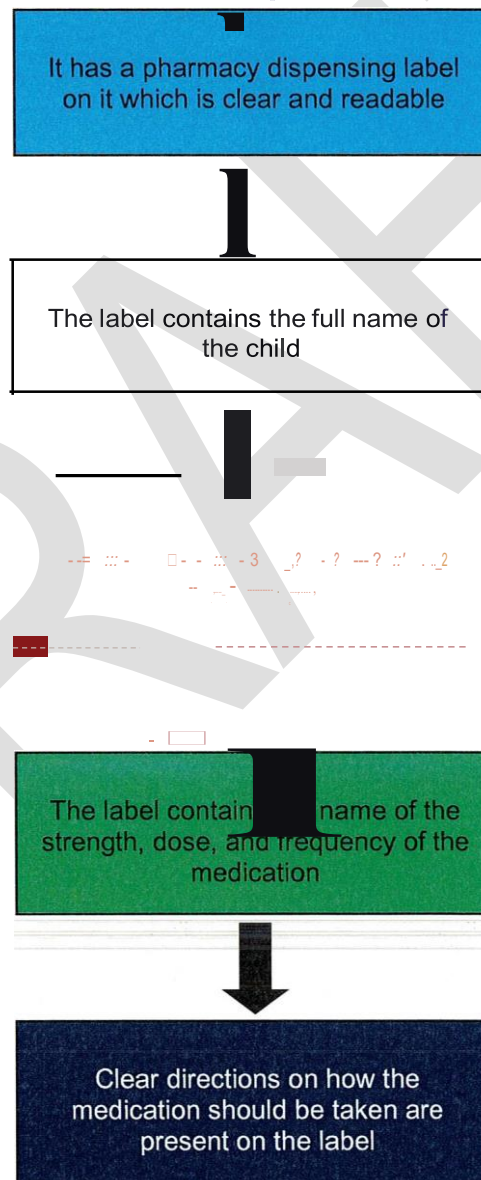 It has a pharmacy dispensing label
on it which is clear and readable
The label contains the full name of
the child
The label contain name of the
strength, dose, and frequency of the
medication
Clear directions on how the
medication should be taken are
present on the label